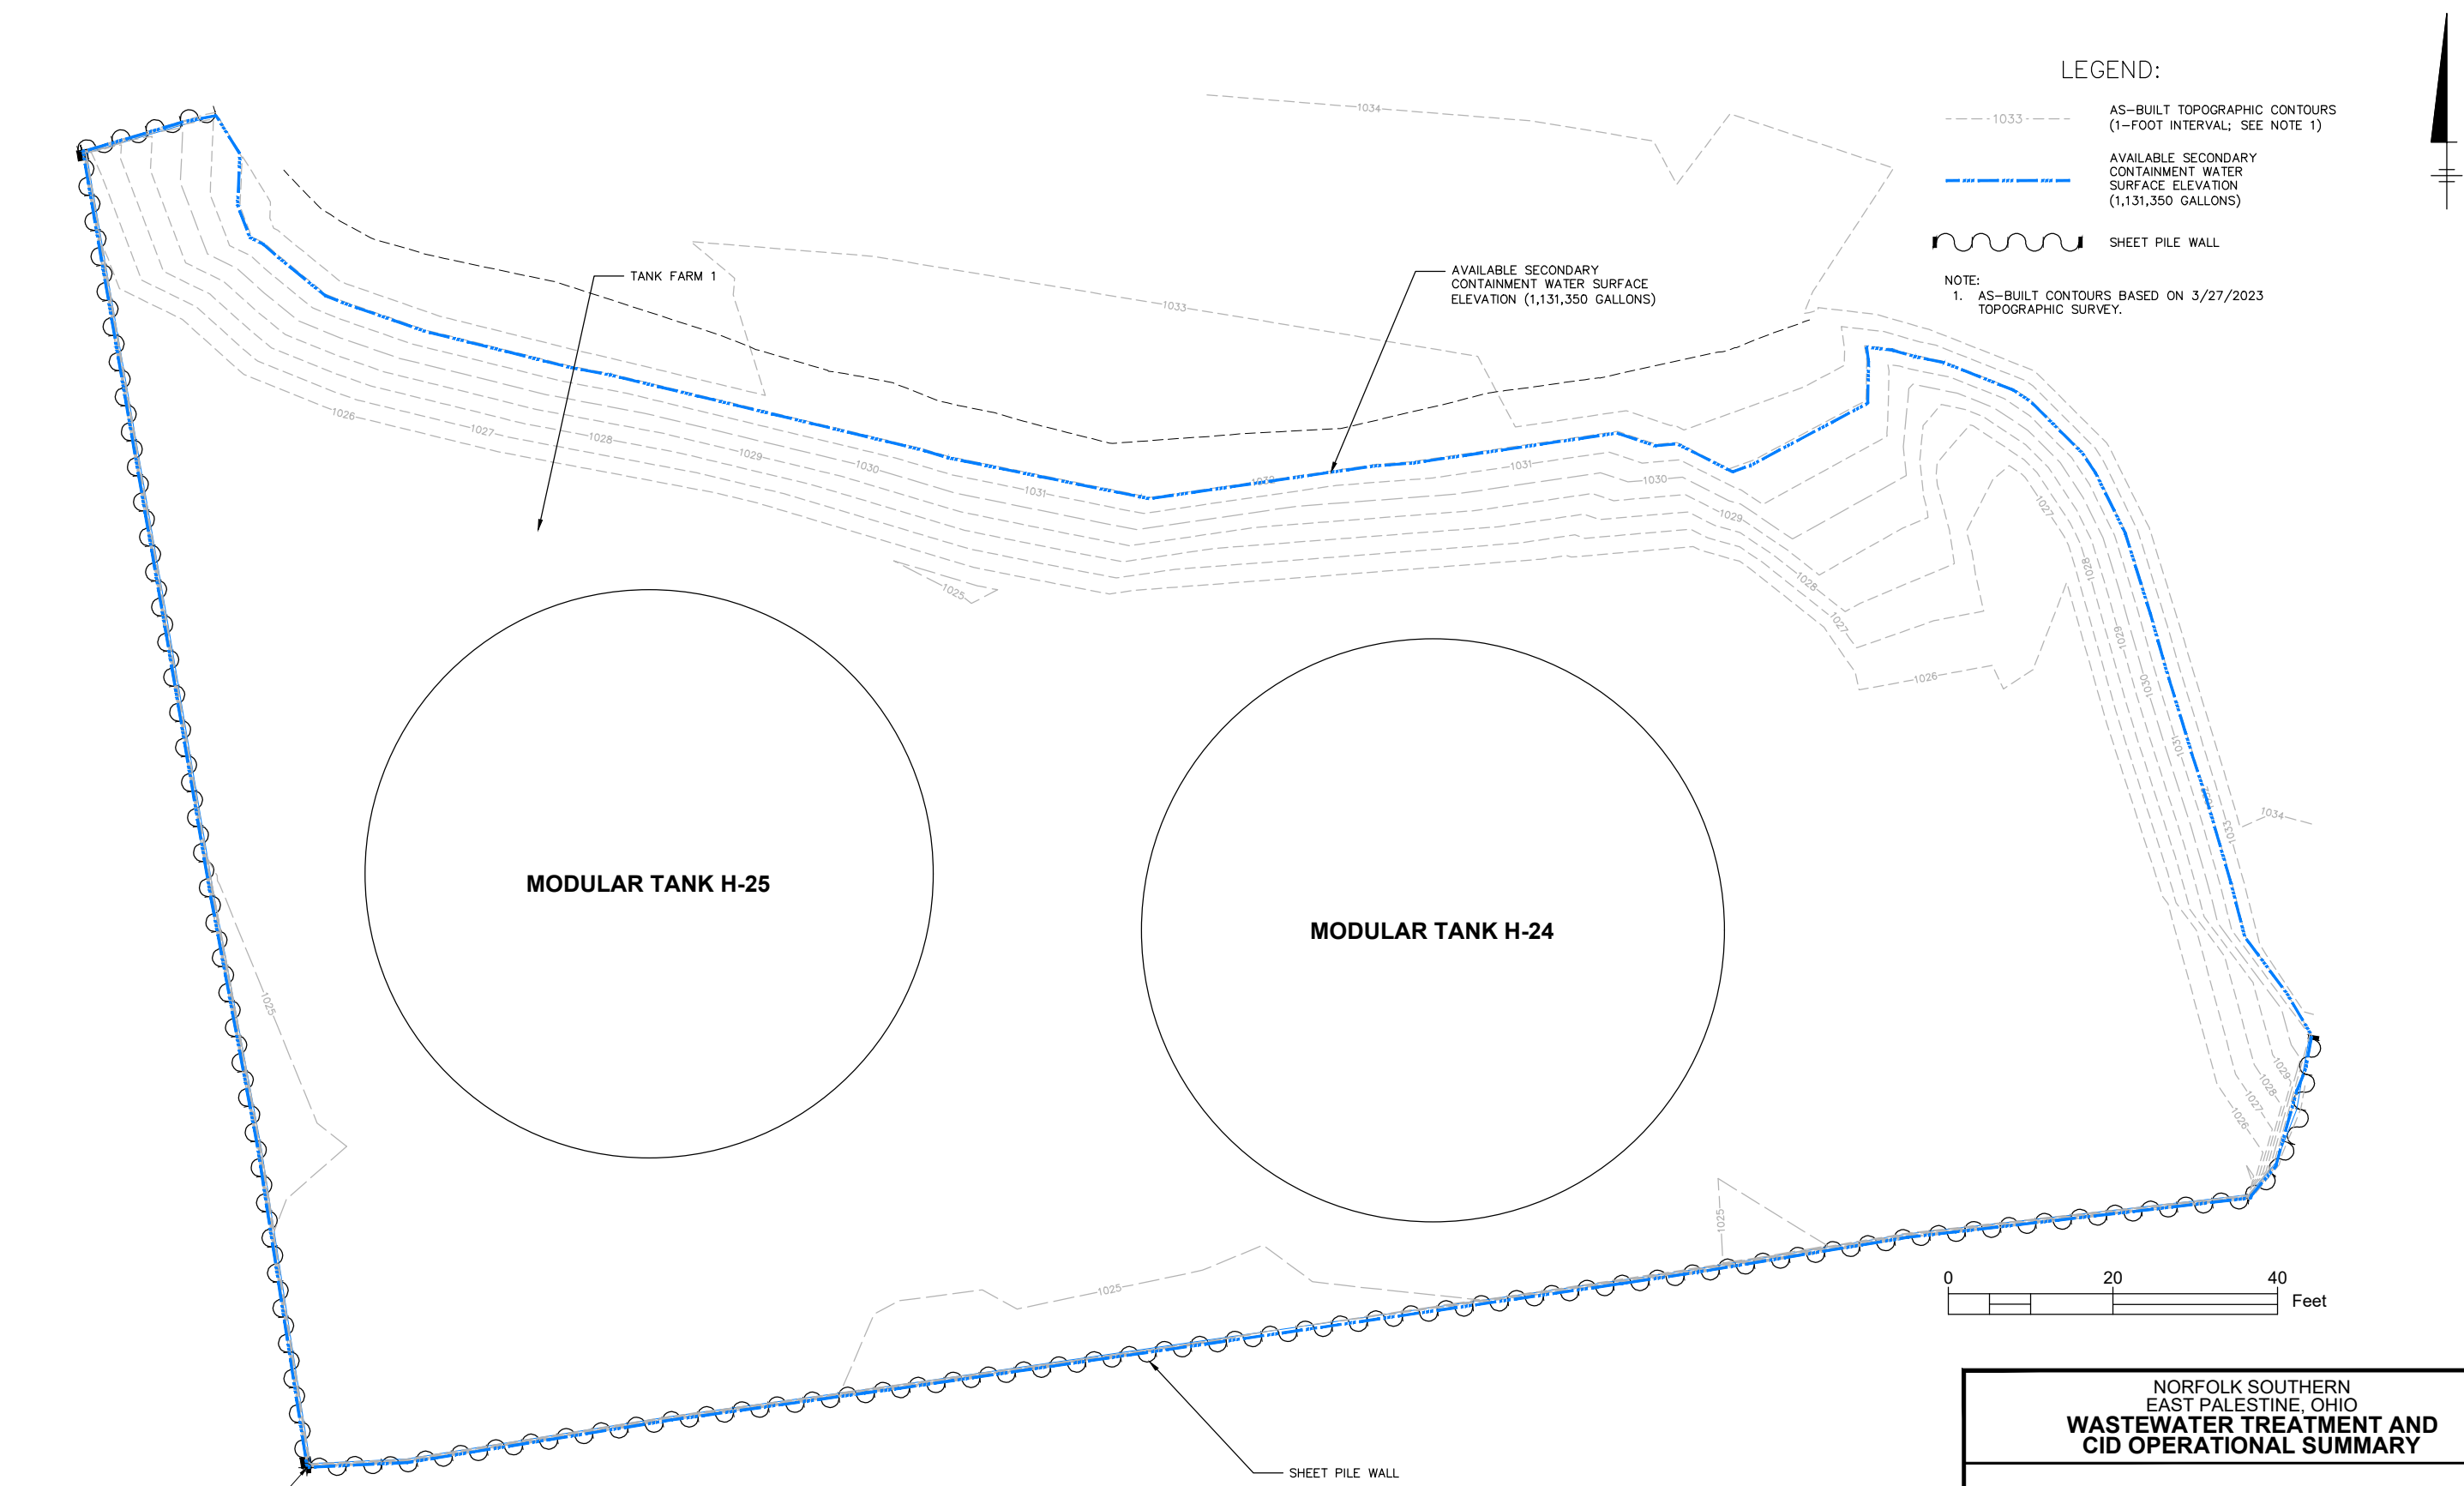 LEGEND:
1033
AS-BUILT TOPOGRAPHIC CONTOURS
(1-FOOT INTERVAL; SEE NOTE 1)
AVAILABLE SECONDARY
CONTAINMENT WATER
SURFACE ELEVATION
(1,131,350 GALLONS)
SHEET PILE WALL
NOTE:
1. AS-BUILT CONTOURS BASED ON 3/27/2023
TOPOGRAPHIC SURVEY.
1034
TANK FARM 1
AVAILABLE SECONDARY
CONTAINMENT WATER SURFACE
ELEVATION (1,131,350 GALLONS)
1033
1026
1027
1028
1029
1030
1031
1031
1030
1029
1028
1027
1026
1025
1027
1028
1029
1030
1031
1033
1034
MODULAR TANK H-25
MODULAR TANK H-24
1025
1029
1028
1027
1026
1025
1025
0 20 40
Feet
SHEET PILE WALL
NORFOLK SOUTHERN
EAST PALESTINE, OHIO
WASTEWATER TREATMENT AND
CID OPERATIONAL SUMMARY